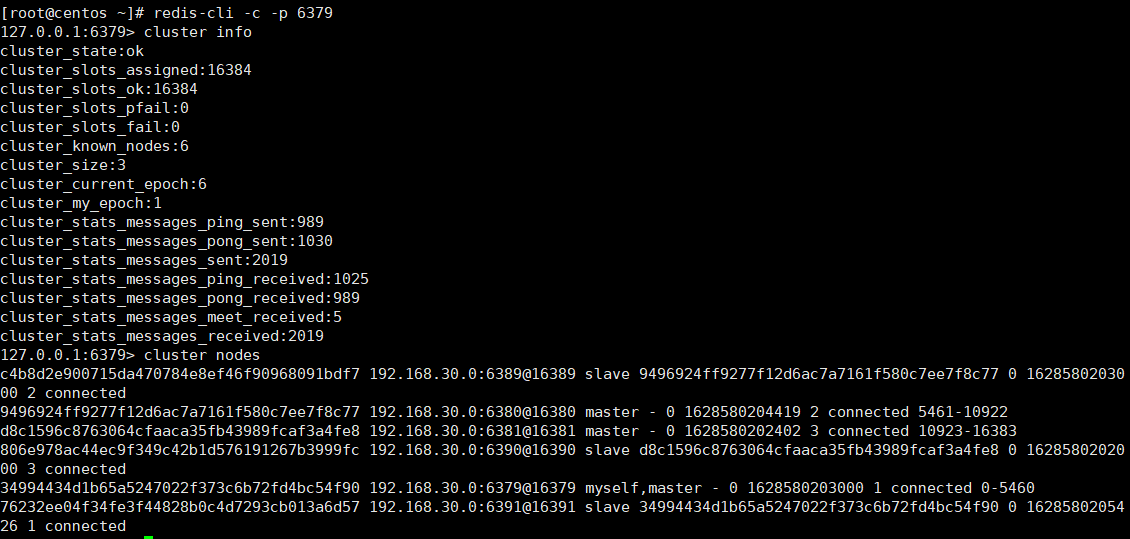 [root@centos ~]# redis-cli -c -p 6379
127.0.0.1:6379> cluster info
cluster_state:ok
cluster_slots_assigned:16384
cluster_slots_ok:16384
cluster_slots_pfail:0
cluster_slots_fail:0
cluster_known_nodes:6
cluster_size:3
cluster_current_epoch:6
cluster_my_epoch:1
cluster_stats_messages_ping_sent:989
cluster_stats_messages_pong_sent:1030
cluster_stats_messages_sent:2019
cluster_stats_messages_ping_received:1025
cluster_stats_messages_pong_received:989
cluster_stats_messages_meet_received:5
cluster_stats_messages_received:2019
127.0.0.1:6379> cluster nodes
c4b8d2e900715da470784e8ef46f90968091bdf7 192.168.30.0:6389@16389 slave 9496924ff9277f12d6ac7a7161f580c7ee7f8c77 0 16285802030
00 2 connected
9496924ff9277f12d6ac7a7161f580c7ee7f8c77 192.168.30.0:6380@16380 master - 0 1628580204419 2 connected 5461-10922
d8c1596c8763064cfaaca35fb43989fcaf3a4fe8 192.168.30.0:6381@16381 master - 0 1628580202402 3 connected 10923-16383
806e978ac44ec9f349c42b1d576191267b3999fc 192.168.30.0:6390@16390 slave d8c1596c8763064cfaaca35fb43989fcaf3a4fe8 0 16285802020
00 3 connected
34994434d1b65a5247022f373c6b72fd4bc54f90 192.168.30.0:6379@16379 myself,master - 0 1628580203000 1 connected 0-5460
76232ee04f34fe3f44828b0c4d7293cb013a6d57 192.168.30.0:6391@16391 slave 34994434d1b65a5247022f373c6b72fd4bc54f90 0 16285802054
26 1 connected